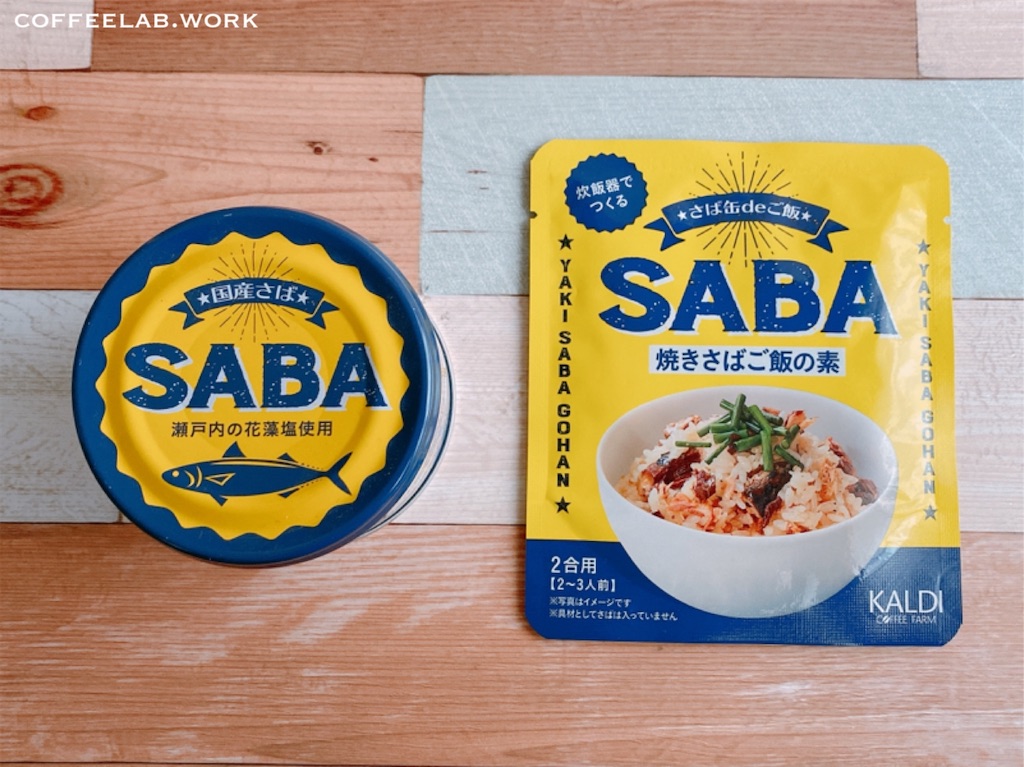 COFFEELAB.WORK
★国産さば★
SABA
瀬戸内の花藻塩使用
炊飯器で
つくる
★さば缶deご飯★
SABA
焼きさばご飯の素
★ YAKI SABA GOHAN ★
★ YAKI SABA GOHAN ★
2合用
【2〜3人前】
※写真はイメージです
※具材としてさばは入っていません
KALDI
COFFEE FARM